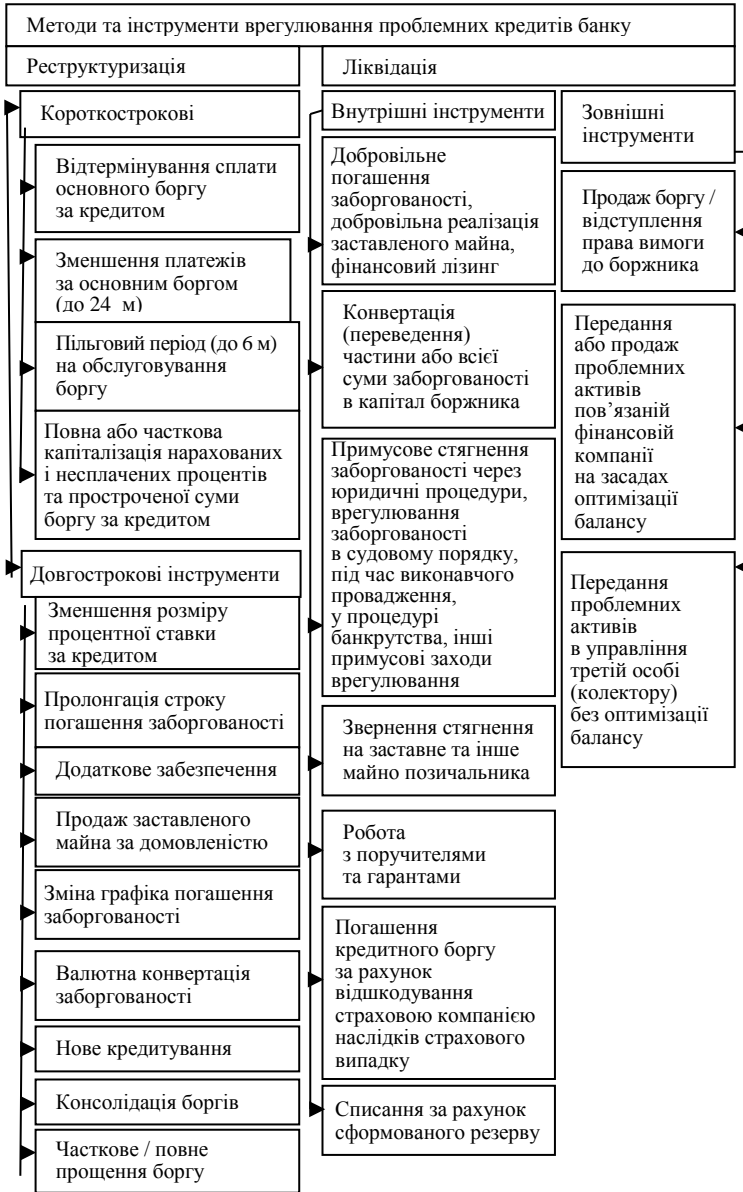 Методи та інструменти врегулювання проблемних кредитів банку
Реструктуризація
Короткострокові
Відтермінування сплати
основного боргу
за кредитом
Зменшення платежів
за основним боргом
(до 24 м)
Пільговий період (до 6 м)
на обслуговування
боргу
Повна або часткова
капіталізація нарахованих
і несплачених процентів
та простроченої суми
боргу за кредитом
Довгострокові інструменти
Зменшення розміру
процентної ставки
за кредитом
Пролонгація строку
погашення заборгованості
Додаткове забезпечення
Продаж заставленого
майна за домовленістю
Зміна графіка погашення
заборгованості
Валютна конвертація
заборгованості
Нове кредитування
Консолідація боргів
Часткове / повне
прощення боргу
Ліквідація
Внутрішні інструменти
Добровільне
погашення
заборгованості,
добровільна реалізація
заставленого майна,
фінансовий лізинг
Конвертація
(переведення)
частини або всієї
суми заборгованості
в капітал боржника
Примусове стягнення
заборгованості через
юридичні процедури,
врегулювання
заборгованості
в судовому порядку,
під час виконавчого
провадження,
у процедурі
банкрутства, інші
примусові заходи
врегулювання
Звернення стягнення
на заставне та інше
майно позичальника
Робота
з поручителями
та гарантами
Погашення
кредитного боргу
за рахунок
відшкодування
страховою компанією
наслідків страхового
випадку
Списання за рахунок
сформованого резерву
Зовнішні
інструменти
Продаж боргу /
відступлення
права вимоги
до боржника
Передання
або продаж
проблемних
активів
пов’язаній
фінансовій
компанії
на засадах
оптимізації
балансу
Передання
проблемних
активів
в управління
третій особі
(колектору)
без оптимізації
балансу